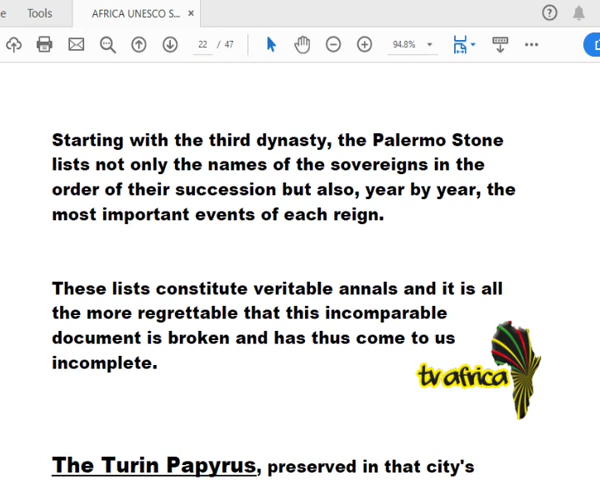 Tools
AFRICA UNESCO S... ×
22 / 47
94.8%
Starting with the third dynasty, the Palermo Stone
lists not only the names of the sovereigns in the
order of their succession but also, year by year, the
most important events of each reign.
These lists constitute veritable annals and it is all
the more regrettable that this incomparable
document is broken and has thus come to us
incomplete.
tv africa
The Turin Papyrus, preserved in that city's